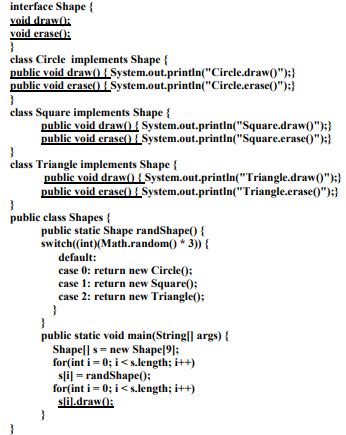 interface Shape {
void draw();
void erase();
}
class Circle implements Shape {
public void draw() { System.out.println("Circle.draw()");}
public void erase() { System.out.println("Circle.erase()");}
}
class Square implements Shape {
public void draw() { System.out.println("Square.draw()");}
public void erase() { System.out.println("Square.erase()");}
}
class Triangle implements Shape {
public void draw() { System.out.println("Triangle.draw()");}
public void erase() { System.out.println("Triangle.erase()");}
}
public class Shapes {
public static Shape randShape() {
switch((int)(Math.random() * 3)) {
default:
case 0: return new Circle();
case 1: return new Square();
case 2: return new Triangle();
}
}
public static void main(String[] args) {
Shape[] s = new Shape[9];
for(int i = 0; i < s.length; i++)
s[i] = randShape();
for(int i = 0; i < s.length; i++)
s[i].draw();
}
}